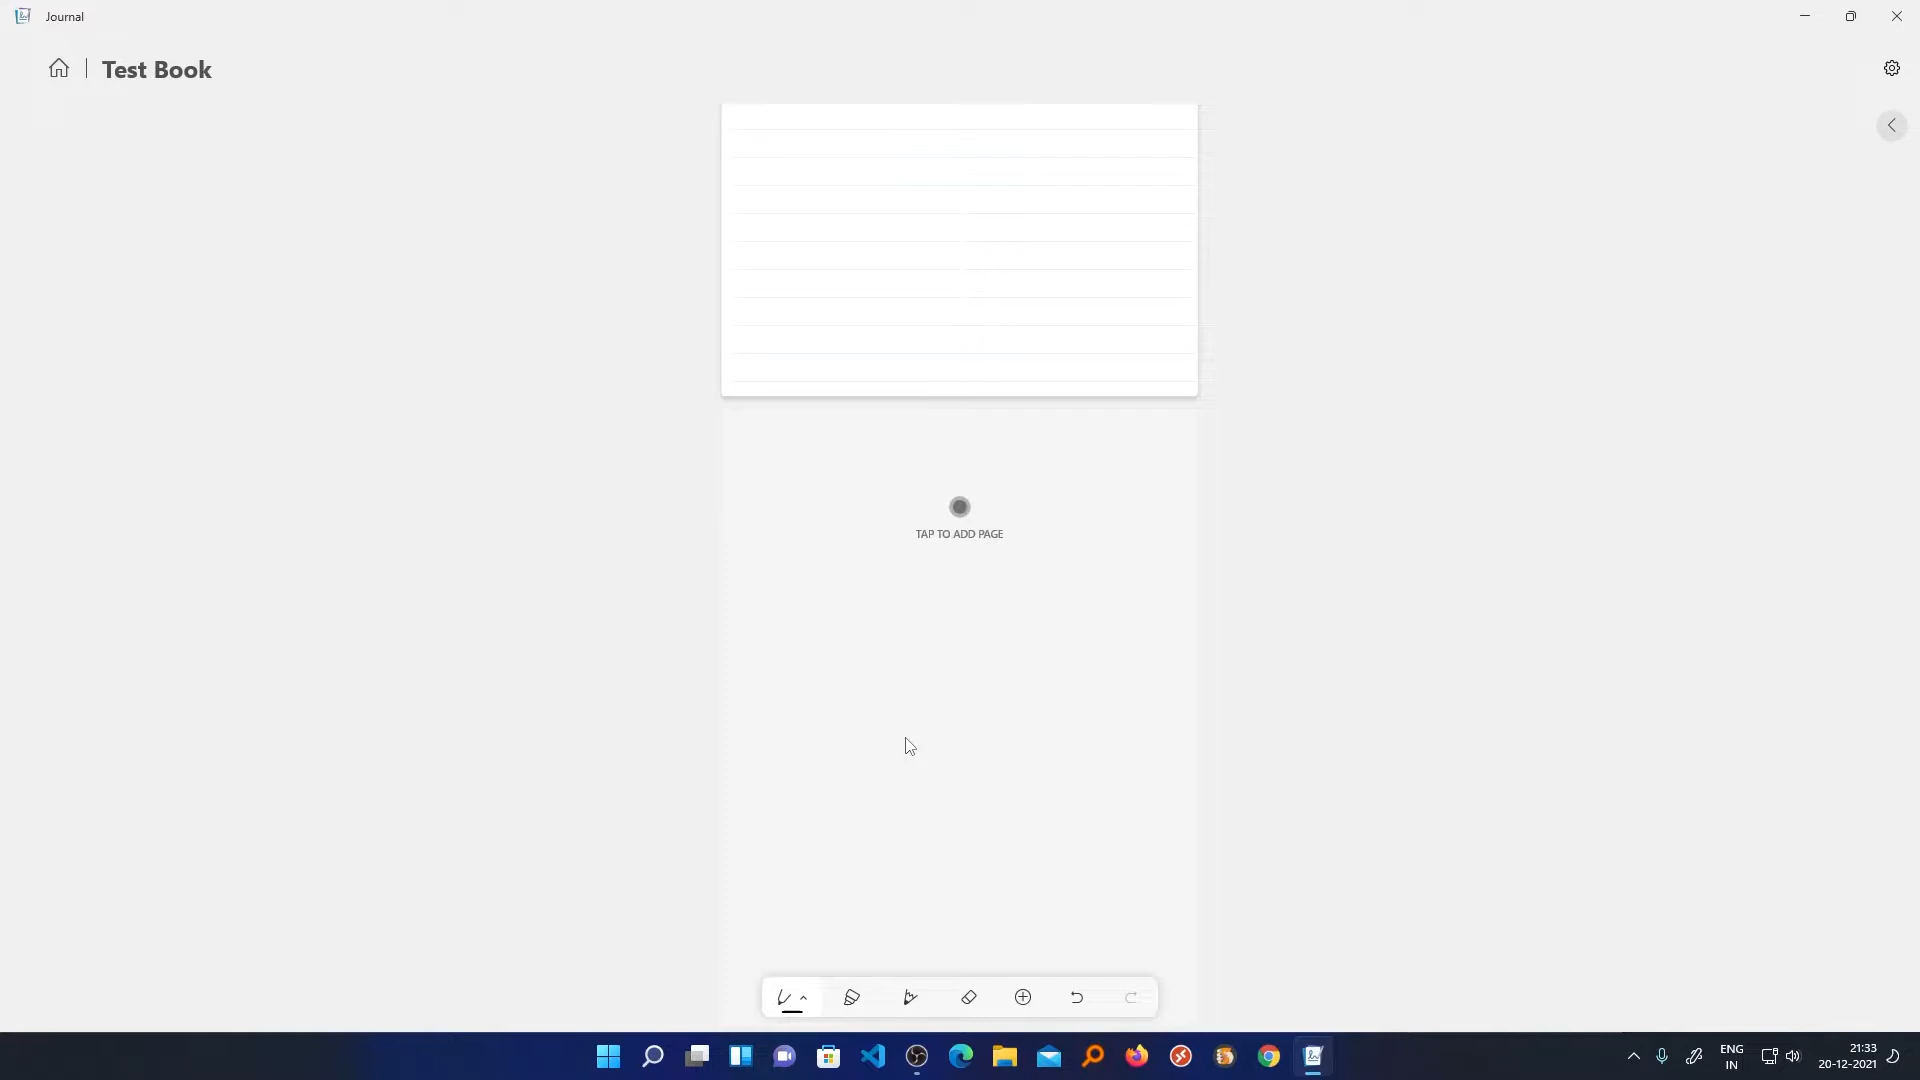 Journal
Test Book
TAP TO ADD PAGE
ENG
IN
21:33
20-12-2021